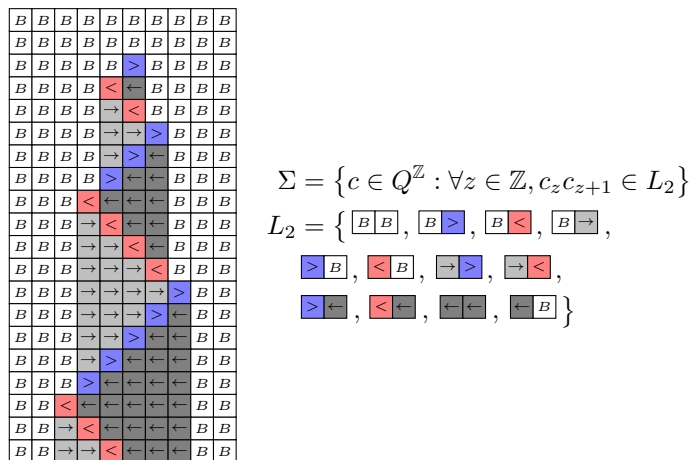 B B B B B B B B B B
B B B B B B B B B B
B B B B B > B B B B
B B B B < ← B B B B
B B B B → < B B B B
B B B B → → > B B B
B B B B → > ← B B B
B B B B > ← ← B B B
B B B < ← ← ← B B B
B B B → < ← ← B B B
B B B → → < ← B B B
B B B → → → < B B B
B B B → → → → > B B
B B B → → → > ← B B
B B B → → > ← ← B B
B B B → > ← ← ← B B
B B B > ← ← ← ← B B
B B < ← ← ← ← ← B B
B B → < ← ← ← ← B B
B B → → < ← ← ← B B
Σ = {c ∈ Q^ℤ : ∀z ∈ ℤ, c_z c_{z+1} ∈ L_2}
L_2 = { B B , B > , B < , B → ,
> B , < B , → > , → < ,
> ← , < ← , ← ← , ← B }